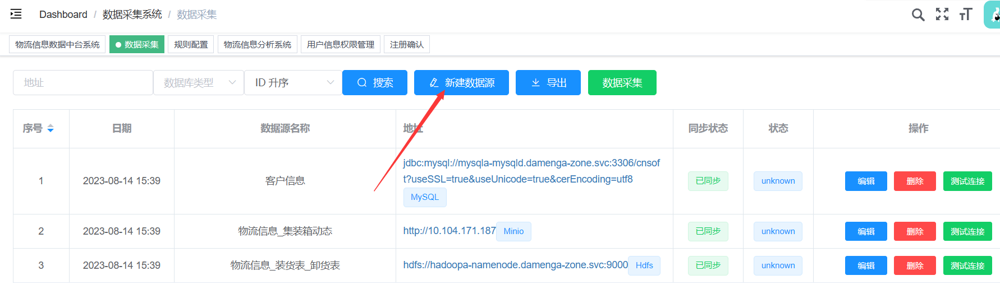 Dashboard / 数据采集系统 / 数据采集
物流信息数据中台系统 数据采集 规则配置 物流信息分析系统 用户信息权限管理 注册确认
地址 数据库类型 ID 升序 搜索 新建数据源 导出 数据采集
序号 日期 数据源名称 地址 同步状态 状态 操作
jdbc:mysql://mysqla-mysqld.damenga-zone.svc:3306/cnsof
1 2023-08-14 15:39 客户信息 t?useSSL=true&useUnicode=true&cerEncoding=utf8 已同步 unknown 编辑 删除 测试连接
MySQL
2 2023-08-14 15:39 物流信息_集装箱动态 http://10.104.171.187 Minio 已同步 unknown 编辑 删除 测试连接
3 2023-08-14 15:39 物流信息_装货表_卸货表 hdfs://hadoopa-namenode.damenga-zone.svc:9000 Hdfs 已同步 unknown 编辑 删除 测试连接